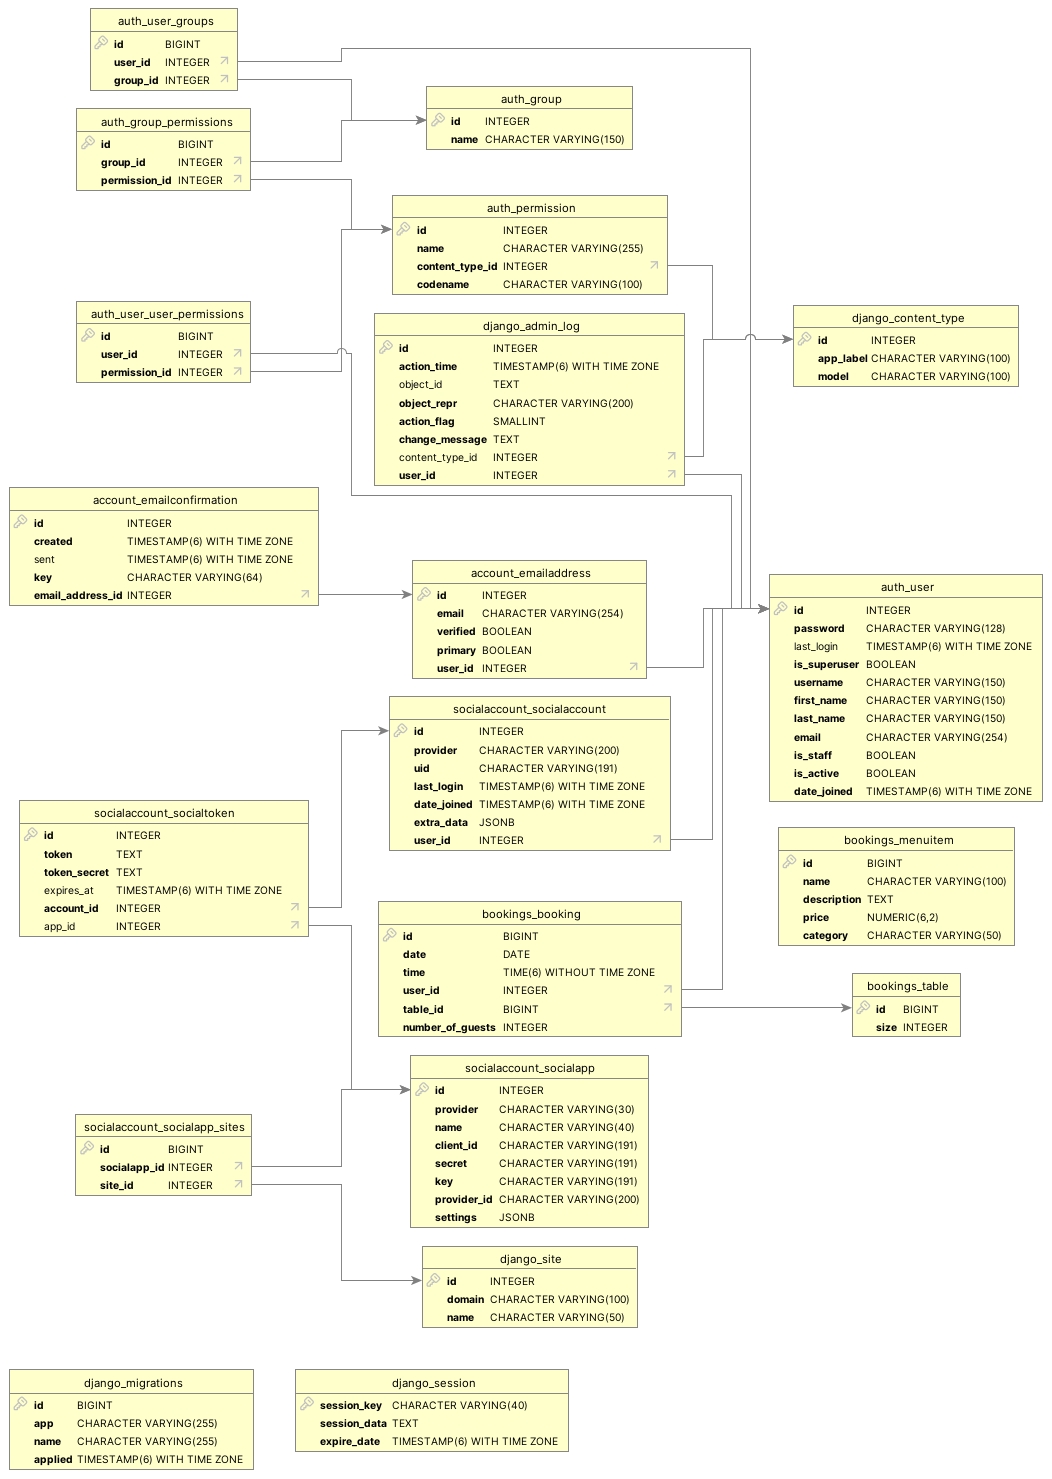 auth_user_groups
id BIGINT
user_id INTEGER
group_id INTEGER
auth_group
id INTEGER
name CHARACTER VARYING(150)
auth_group_permissions
id BIGINT
group_id INTEGER
permission_id INTEGER
auth_permission
id INTEGER
name CHARACTER VARYING(255)
content_type_id INTEGER
codename CHARACTER VARYING(100)
auth_user_user_permissions
id BIGINT
user_id INTEGER
permission_id INTEGER
django_admin_log
id INTEGER
action_time TIMESTAMP(6) WITH TIME ZONE
object_id TEXT
object_repr CHARACTER VARYING(200)
action_flag SMALLINT
change_message TEXT
content_type_id INTEGER
user_id INTEGER
django_content_type
id INTEGER
app_label CHARACTER VARYING(100)
model CHARACTER VARYING(100)
account_emailconfirmation
id INTEGER
created TIMESTAMP(6) WITH TIME ZONE
sent TIMESTAMP(6) WITH TIME ZONE
key CHARACTER VARYING(64)
email_address_id INTEGER
account_emailaddress
id INTEGER
email CHARACTER VARYING(254)
verified BOOLEAN
primary BOOLEAN
user_id INTEGER
auth_user
id INTEGER
password CHARACTER VARYING(128)
last_login TIMESTAMP(6) WITH TIME ZONE
is_superuser BOOLEAN
username CHARACTER VARYING(150)
first_name CHARACTER VARYING(150)
last_name CHARACTER VARYING(150)
email CHARACTER VARYING(254)
is_staff BOOLEAN
is_active BOOLEAN
date_joined TIMESTAMP(6) WITH TIME ZONE
socialaccount_socialaccount
id INTEGER
provider CHARACTER VARYING(200)
uid CHARACTER VARYING(191)
last_login TIMESTAMP(6) WITH TIME ZONE
date_joined TIMESTAMP(6) WITH TIME ZONE
extra_data JSONB
user_id INTEGER
socialaccount_socialtoken
id INTEGER
token TEXT
token_secret TEXT
expires_at TIMESTAMP(6) WITH TIME ZONE
account_id INTEGER
app_id INTEGER
bookings_menuitem
id BIGINT
name CHARACTER VARYING(100)
description TEXT
price NUMERIC(6,2)
category CHARACTER VARYING(50)
bookings_booking
id BIGINT
date DATE
time TIME(6) WITHOUT TIME ZONE
user_id INTEGER
table_id BIGINT
number_of_guests INTEGER
bookings_table
id BIGINT
size INTEGER
socialaccount_socialapp
id INTEGER
provider CHARACTER VARYING(30)
name CHARACTER VARYING(40)
client_id CHARACTER VARYING(191)
secret CHARACTER VARYING(191)
key CHARACTER VARYING(191)
provider_id CHARACTER VARYING(200)
settings JSONB
socialaccount_socialapp_sites
id BIGINT
socialapp_id INTEGER
site_id INTEGER
django_site
id INTEGER
domain CHARACTER VARYING(100)
name CHARACTER VARYING(50)
django_migrations
id BIGINT
app CHARACTER VARYING(255)
name CHARACTER VARYING(255)
applied TIMESTAMP(6) WITH TIME ZONE
django_session
session_key CHARACTER VARYING(40)
session_data TEXT
expire_date TIMESTAMP(6) WITH TIME ZONE